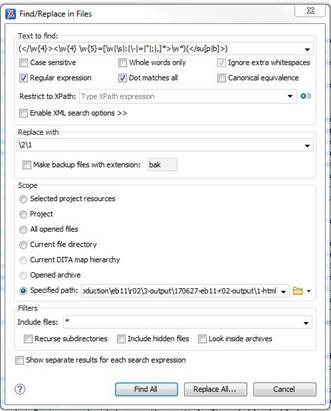 Find/Replace in Files
Text to find:
(</\w{4}><\w{4} \w{5}=[\w|\s|:|\-|=|"|;|,]*>\w*)(</su[p|b]>)
Case sensitive Whole words only Ignore extra whitespaces
Regular expression Dot matches all Canonical equivalence
Restrict to XPath: Type XPath expression
Enable XML search options >>
Replace with
\2\1
Make backup files with extension: bak
Scope
Selected project resources
Project
All opened files
Current file directory
Current DITA map hierarchy
Opened archive
Specified path: oduction\eb11\r02\3-output\170627-eb11-r02-output\1-html
Filters
Include files: *
Recurse subdirectories Include hidden files Look inside archives
Show separate results for each search expression
? Find All Replace All... Cancel